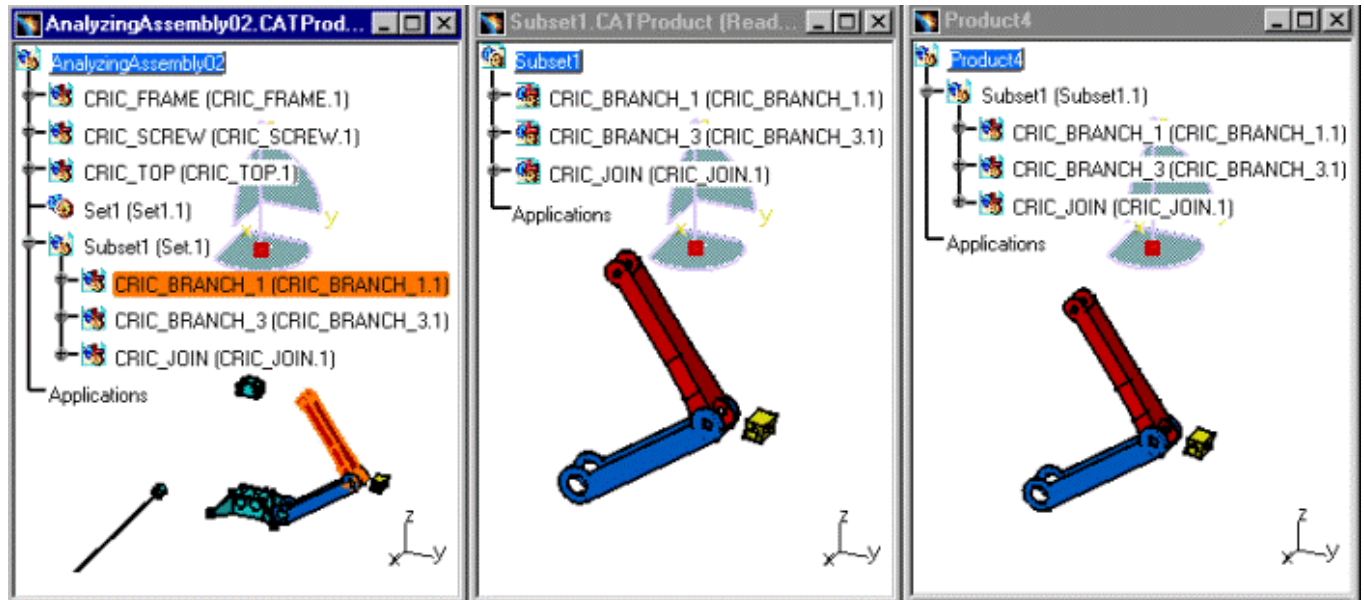 AnalyzingAssembly02.CATProd...
AnalyzingAssembly02
CRIC_FRAME (CRIC_FRAME.1)
CRIC_SCREW (CRIC_SCREW.1)
CRIC_TOP (CRIC_TOP.1)
Set1 (Set1.1)
Subset1 (Set.1)
CRIC_BRANCH_1 (CRIC_BRANCH_1.1)
CRIC_BRANCH_3 (CRIC_BRANCH_3.1)
CRIC_JOIN (CRIC_JOIN.1)
Applications
x
y
z
x
y
Subset1.CATProduct (Read...
Subset1
CRIC_BRANCH_1 (CRIC_BRANCH_1.1)
CRIC_BRANCH_3 (CRIC_BRANCH_3.1)
CRIC_JOIN (CRIC_JOIN.1)
Applications
x
y
z
x
y
Product4
Product4
Subset1 (Subset1.1)
CRIC_BRANCH_1 (CRIC_BRANCH_1.1)
CRIC_BRANCH_3 (CRIC_BRANCH_3.1)
CRIC_JOIN (CRIC_JOIN.1)
Applications
x
y
z
x
y